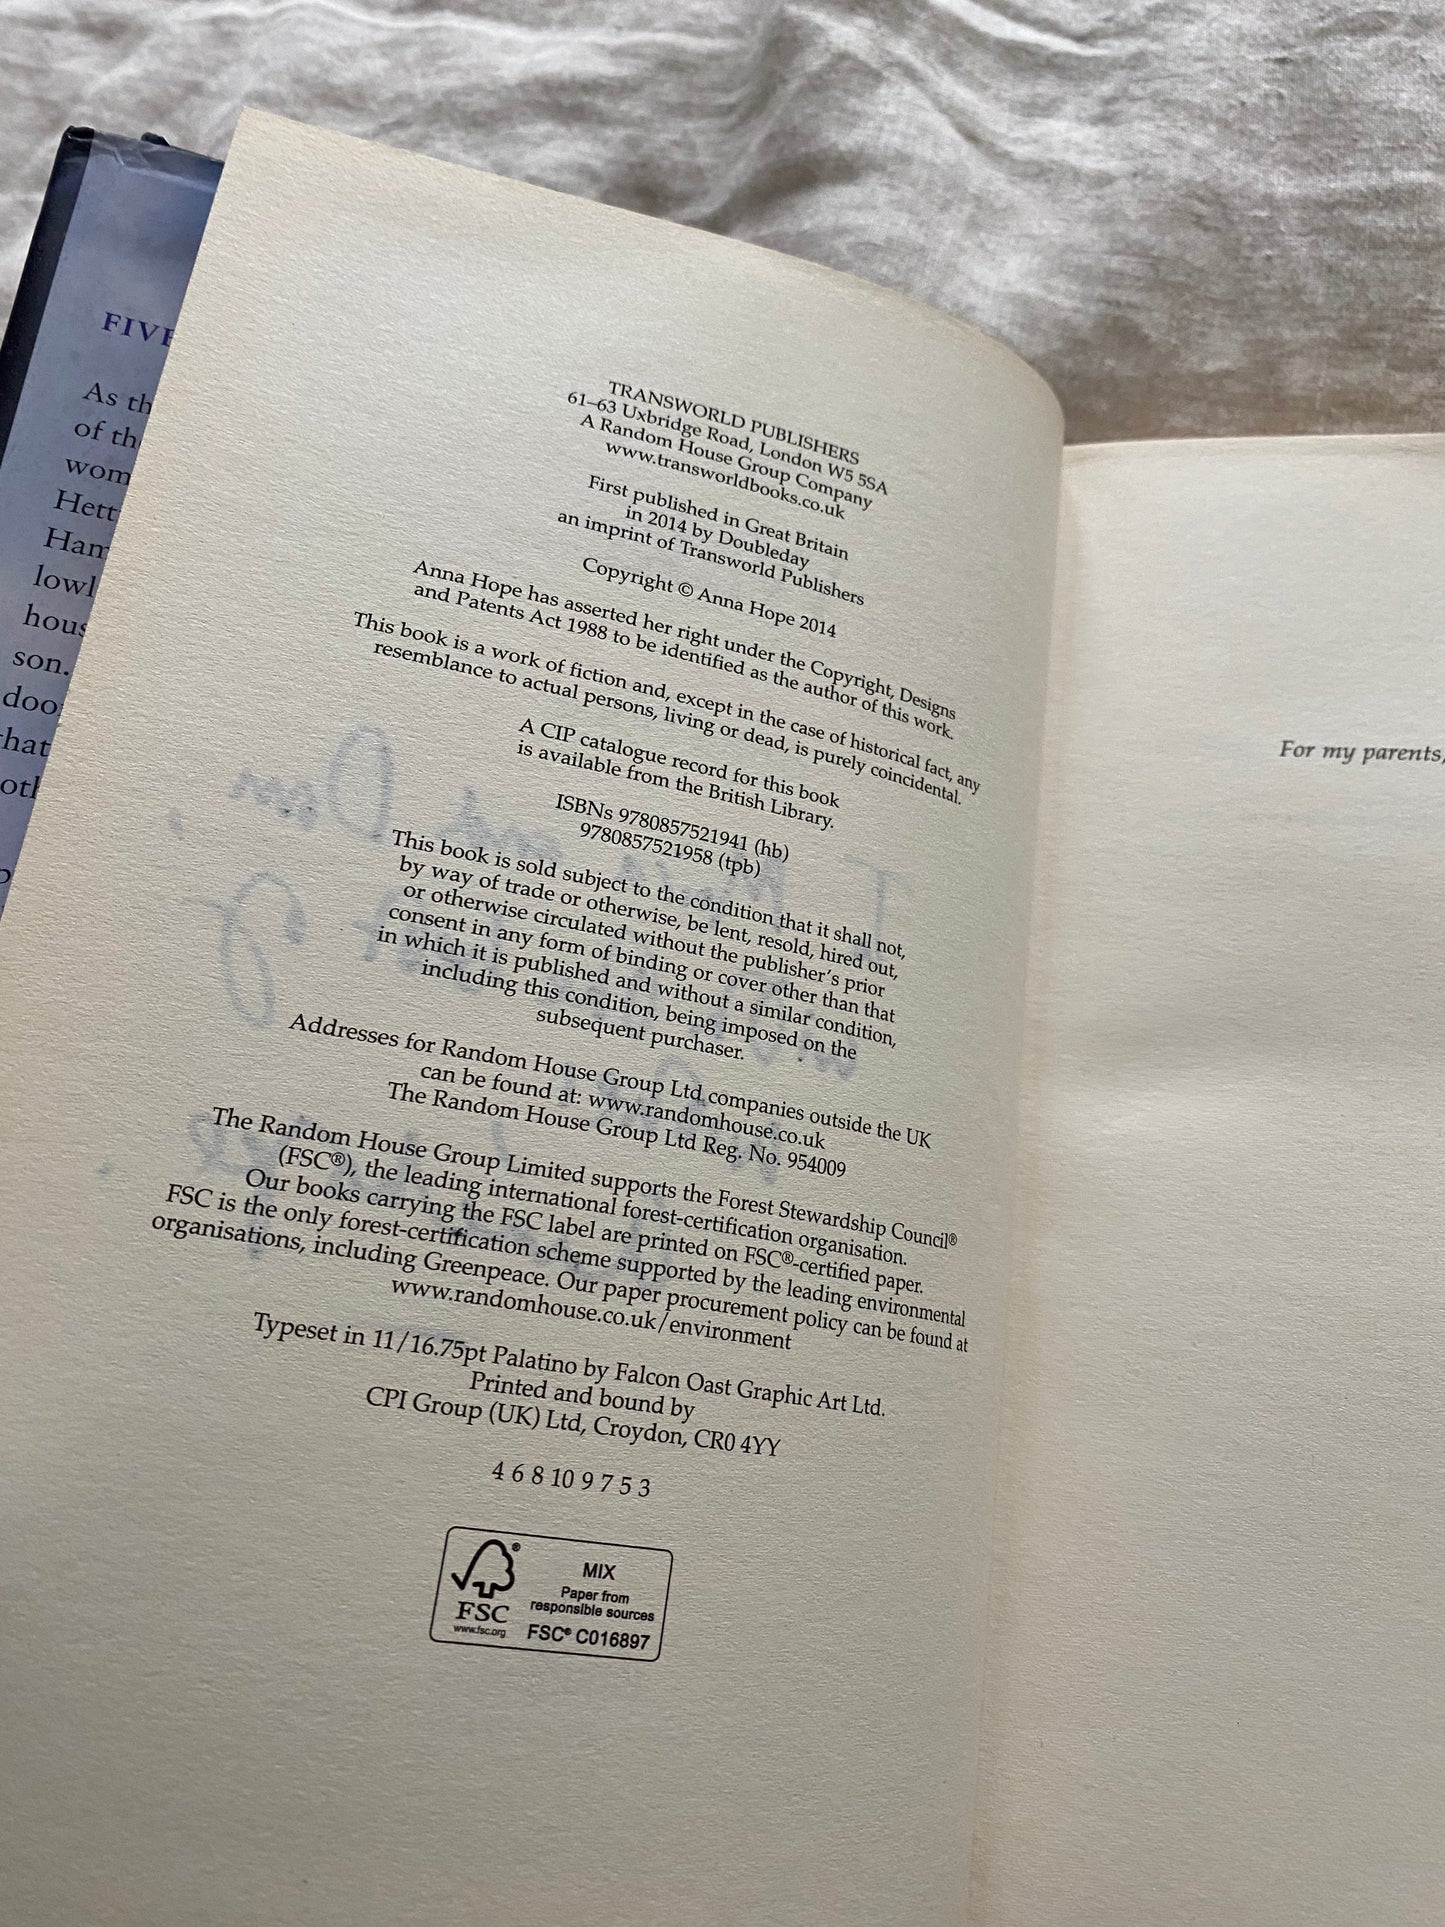 FIVE
As th
of th
wom
Hett
Ham
lowl
hous
son.
doo
hat
oth
TRANSWORLD PUBLISHERS
61–63 Uxbridge Road, London W5 5SA
A Random House Group Company
www.transworldbooks.co.uk
First published in Great Britain
in 2014 by Doubleday
an imprint of Transworld Publishers
Copyright © Anna Hope 2014
Anna Hope has asserted her right under the Copyright, Designs
and Patents Act 1988 to be identified as the author of this work.
This book is a work of fiction and, except in the case of historical fact, any
resemblance to actual persons, living or dead, is purely coincidental.
A CIP catalogue record for this book
is available from the British Library.
ISBNs 9780857521941 (hb)
9780857521958 (tpb)
This book is sold subject to the condition that it shall not,
by way of trade or otherwise, be lent, resold, hired out,
or otherwise circulated without the publisher's prior
consent in any form of binding or cover other than that
in which it is published and without a similar condition,
including this condition, being imposed on the
subsequent purchaser.
Addresses for Random House Group Ltd companies outside the UK
can be found at: www.randomhouse.co.uk
The Random House Group Ltd Reg. No. 954009
The Random House Group Limited supports the Forest Stewardship Council®
(FSC®), the leading international forest-certification organisation.
Our books carrying the FSC label are printed on FSC®-certified paper.
FSC is the only forest-certification scheme supported by the leading environmental
organisations, including Greenpeace. Our paper procurement policy can be found at
www.randomhouse.co.uk/environment
Typeset in 11/16.75pt Palatino by Falcon Oast Graphic Art Ltd.
Printed and bound by
CPI Group (UK) Ltd, Croydon, CR0 4YY
4 6 8 10 9 7 5 3
FSC
www.fsc.org
MIX
Paper from
responsible sources
FSC® C016897
For my parents,